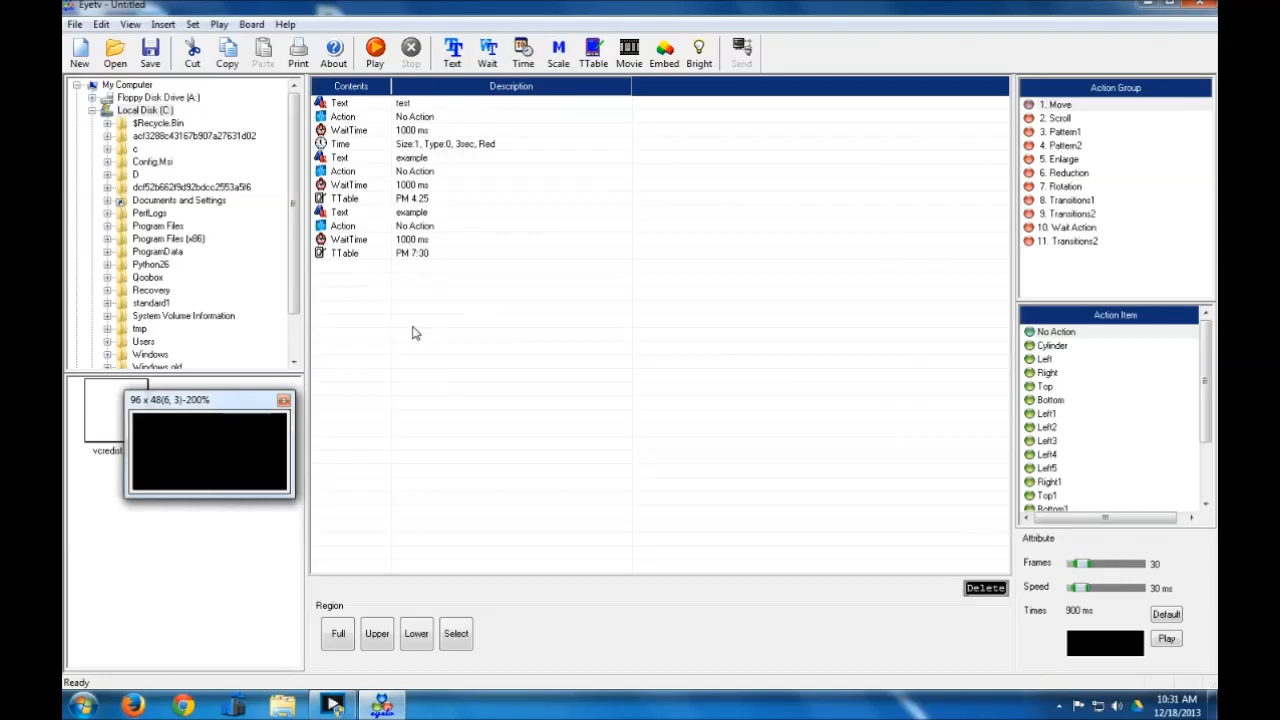 Eyetv - Untitled
File Edit View Insert Set Play Board Help
New Open Save Cut Copy Paste Print About Play Stop Text Wait Time Scale TTable Movie Embed Bright Send
My Computer
Floppy Disk Drive (A:)
Local Disk (C:)
$Recycle.Bin
acf3288c43167b907a27631d02
c
Config.Msi
D
dcf52b662f9d92bdcc2553a5f6
Documents and Settings
PerfLogs
Program Files
Program Files (x86)
ProgramData
Python26
Qoobox
Recovery
standard1
System Volume Information
tmp
Users
Windows
Windows.old
96 x 48(6, 3)-200%
vcredist
Contents Description
Text test
Action No Action
WaitTime 1000 ms
Time Size:1, Type:0, 3sec, Red
Text example
Action No Action
WaitTime 1000 ms
TTable PM 4:25
Text example
Action No Action
WaitTime 1000 ms
TTable PM 7:30
Delete
Region
Full Upper Lower Select
Action Group
1. Move
2. Scroll
3. Pattern1
4. Pattern2
5. Enlarge
6. Reduction
7. Rotation
8. Transitions1
9. Transitions2
10. Wait Action
11. Transitions2
Action Item
No Action
Cylinder
Left
Right
Top
Bottom
Left1
Left2
Left3
Left4
Left5
Right1
Top1
Bottom1
Attribute
Frames 30
Speed 30 ms
Times 900 ms Default
Play
Ready
eyetv
10:31 AM
12/18/2013